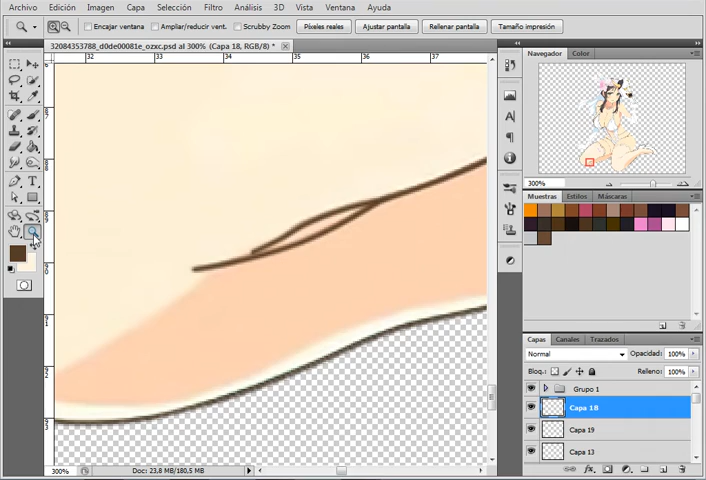 Archivo Edición Imagen Capa Selección Filtro Análisis 3D Vista Ventana Ayuda
Encajar ventana Ampliar/reducir vent. Scrubby Zoom Píxeles reales Ajustar pantalla Rellenar pantalla Tamaño impresión
32084353788_d0de00081e_ozxc.psd al 300% (Capa 18, RGB/8) *
32 33 34 35 36 37
Navegador Color
300%
Muestras Estilos Máscaras
Capas Canales Trazados
Normal Opacidad: 100%
Bloq.: Relleno: 100%
Grupo 1
Capa 18
Capa 19
Capa 13
300% Doc: 23,8 MB/180,5 MB